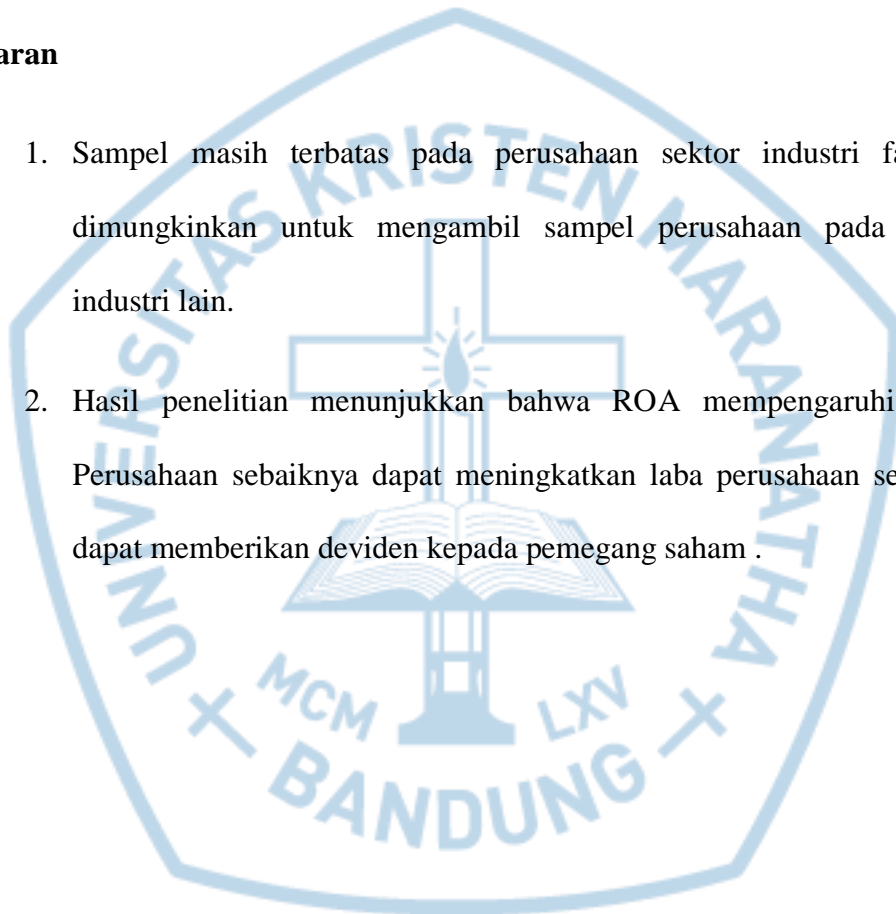 aran
1. Sampel masih terbatas pada perusahaan sektor industri fa
dimungkinkan untuk mengambil sampel perusahaan pada
industri lain.
2. Hasil penelitian menunjukkan bahwa ROA mempengaruhi
Perusahaan sebaiknya dapat meningkatkan laba perusahaan se
dapat memberikan deviden kepada pemegang saham .
UNIVERSITAS KRISTEN MARANATHA
MCM LXV
BANDUNG